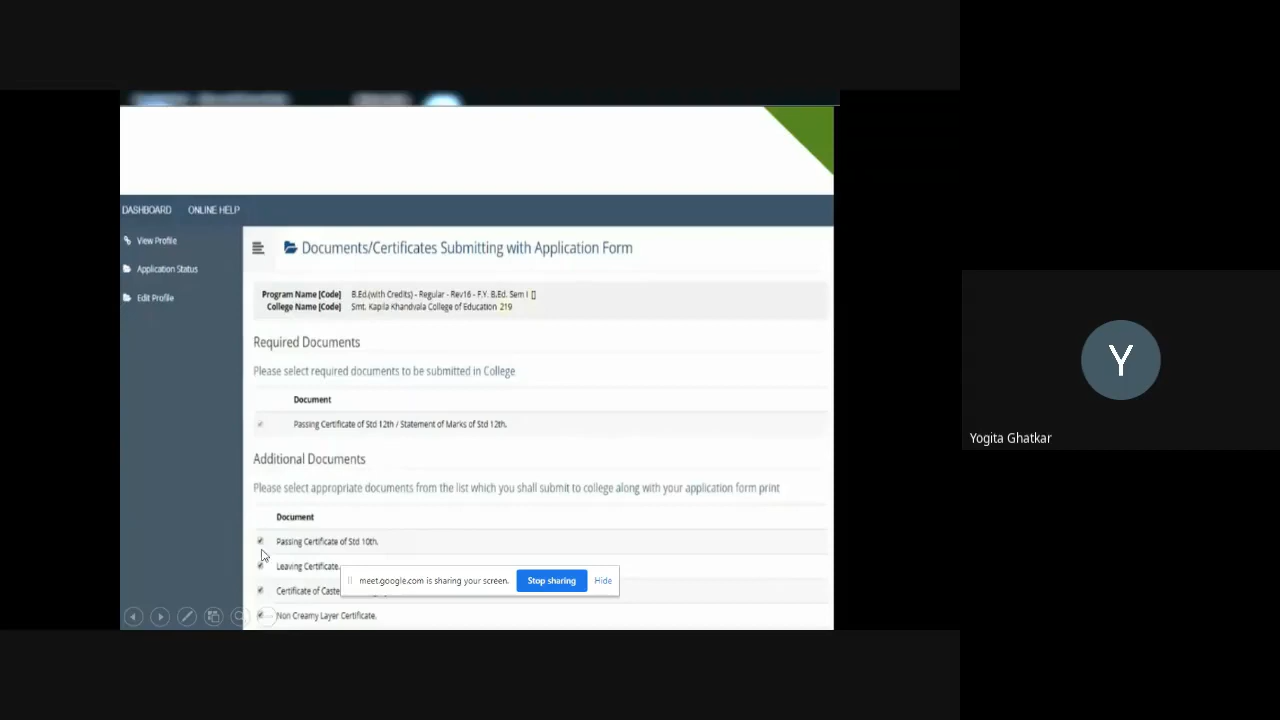 DASHBOARD ONLINE HELP
View Profile
Application Status
Edit Profile
Documents/Certificates Submitting with Application Form
Program Name [Code] B.Ed.(with Credits) - Regular - Rev16 - F.Y. B.Ed. Sem I []
College Name [Code] Smt. Kapila Khandvala College of Education 219
Required Documents
Please select required documents to be submitted in College
Document
Passing Certificate of Std 12th / Statement of Marks of Std 12th.
Additional Documents
Please select appropriate documents from the list which you shall submit to college along with your application form print
Document
Passing Certificate of Std 10th.
Leaving Certificate.
meet.google.com is sharing your screen. Stop sharing Hide
Certificate of Caste
Non Creamy Layer Certificate.
Y
Yogita Ghatkar